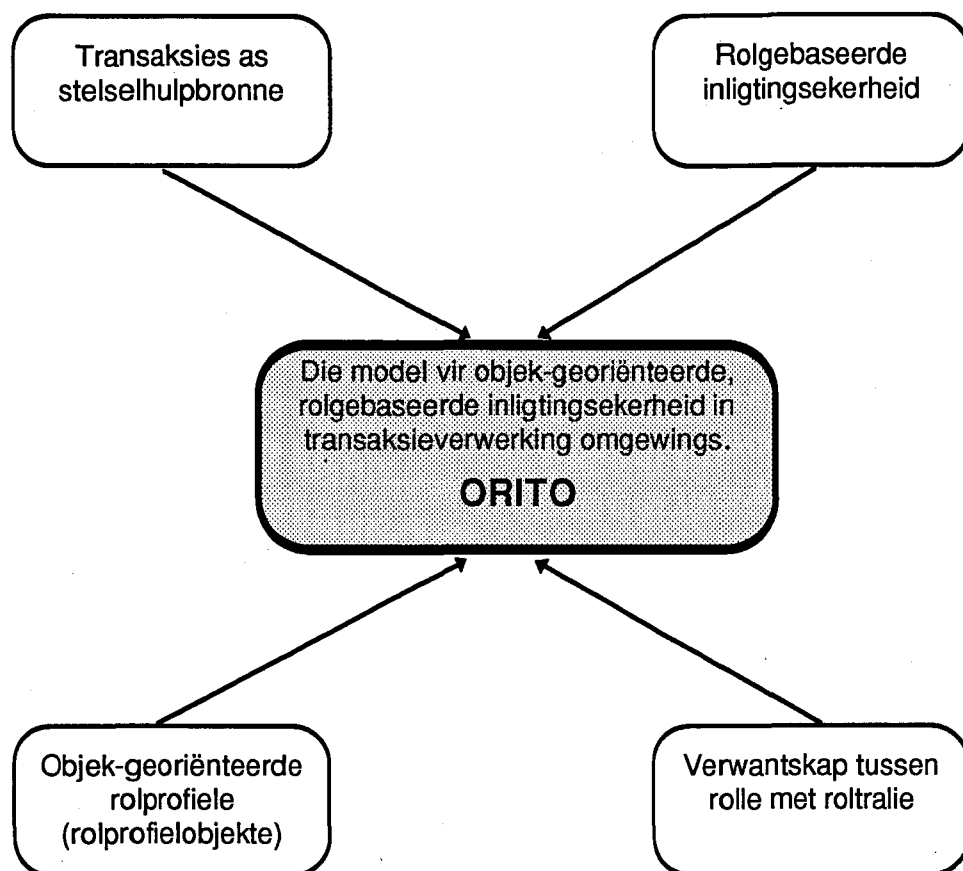 Transaksies as
stelselhulpbronne
Rolgebaseerde
inligtingsekerheid
Die model vir objek-georiënteerde,
rolgebaseerde inligtingsekerheid in
transaksieverwerking omgewings.
ORITO
Objek-georiënteerde
rolprofiele
(rolprofielobjekte)
Verwantskap tussen
rolle met roltralie